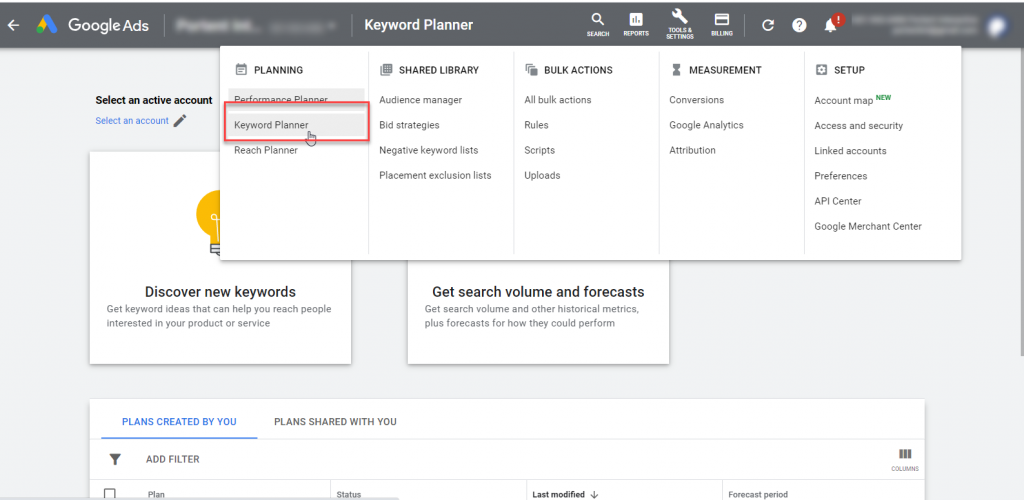 Google Ads
Keyword Planner
SEARCH
REPORTS
TOOLS &
SETTINGS
BILLING
PLANNING
Performance Planner
Keyword Planner
Reach Planner
SHARED LIBRARY
Audience manager
Bid strategies
Negative keyword lists
Placement exclusion lists
BULK ACTIONS
All bulk actions
Rules
Scripts
Uploads
MEASUREMENT
Conversions
Google Analytics
Attribution
SETUP
Account map NEW
Access and security
Linked accounts
Preferences
API Center
Google Merchant Center
Select an active account
Select an account
Discover new keywords
Get keyword ideas that can help you reach people
interested in your product or service
Get search volume and forecasts
Get search volume and other historical metrics,
plus forecasts for how they could perform
PLANS CREATED BY YOU
PLANS SHARED WITH YOU
ADD FILTER
COLUMNS
Plan
Status
Last modified
Forecast period